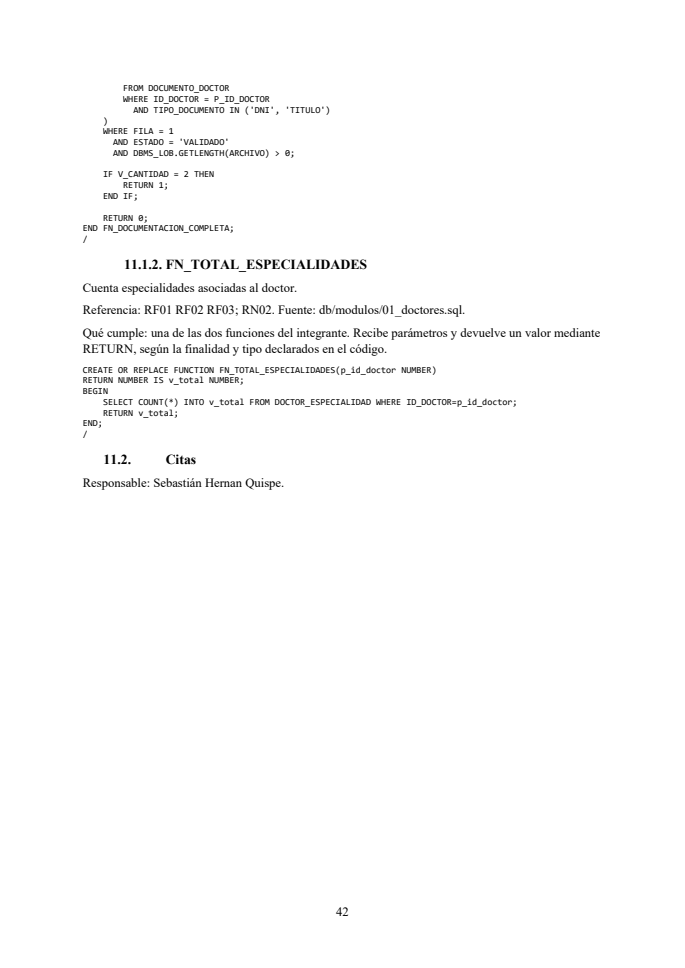 FROM DOCUMENTO_DOCTOR
WHERE ID_DOCTOR = P_ID_DOCTOR
AND TIPO_DOCUMENTO IN ('DNI', 'TITULO')
)
WHERE FILA = 1
AND ESTADO = 'VALIDADO'
AND DBMS_LOB.GETLENGTH(ARCHIVO) > 0;
IF V_CANTIDAD = 2 THEN
RETURN 1;
END IF;
RETURN 0;
END FN_DOCUMENTACION_COMPLETA;
/
11.1.2. FN_TOTAL_ESPECIALIDADES
Cuenta especialidades asociadas al doctor.
Referencia: RF01 RF02 RF03; RN02. Fuente: db/modulos/01_doctores.sql.
Qué cumple: una de las dos funciones del integrante. Recibe parámetros y devuelve un valor mediante
RETURN, según la finalidad y tipo declarados en el código.
CREATE OR REPLACE FUNCTION FN_TOTAL_ESPECIALIDADES(p_id_doctor NUMBER)
RETURN NUMBER IS v_total NUMBER;
BEGIN
SELECT COUNT(*) INTO v_total FROM DOCTOR_ESPECIALIDAD WHERE ID_DOCTOR=p_id_doctor;
RETURN v_total;
END;
/
11.2. Citas
Responsable: Sebastián Hernan Quispe.
42